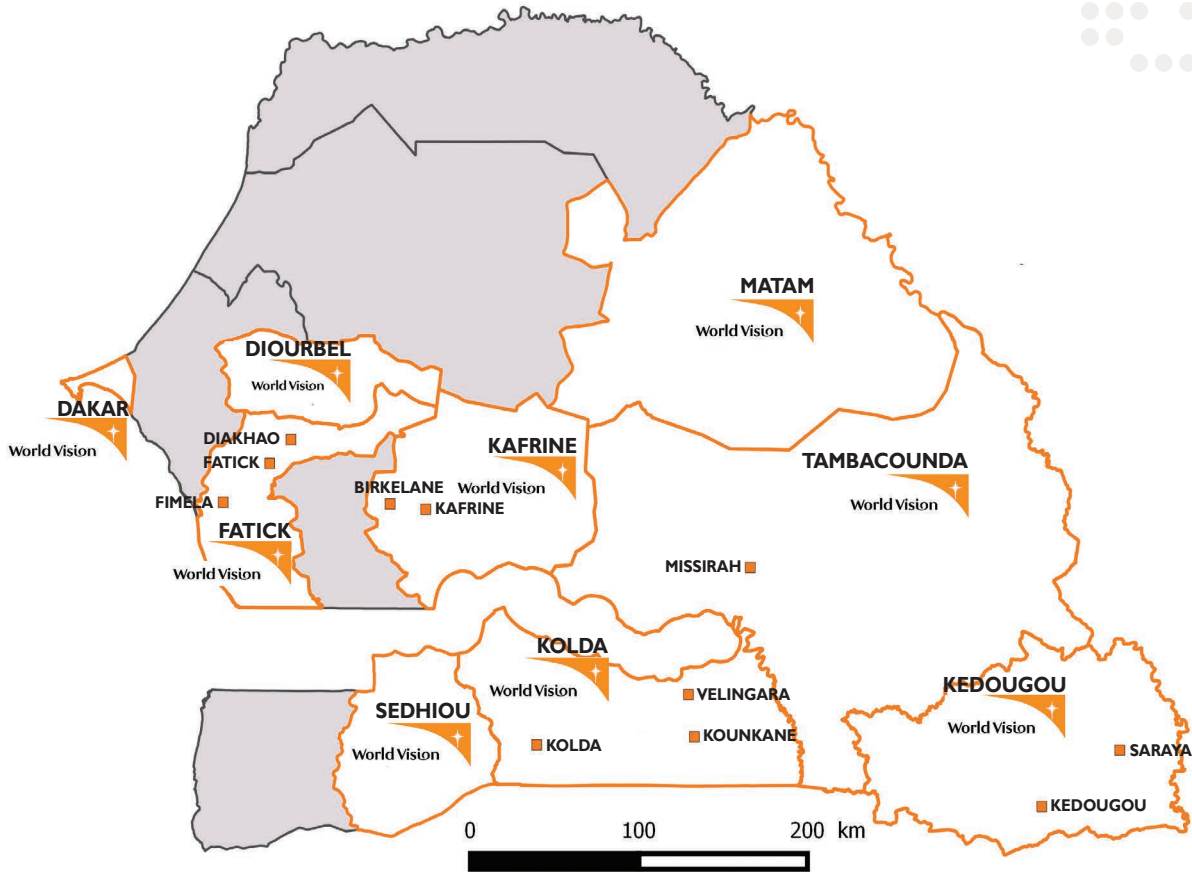 MATAM
World Vision
DIOURBEL
World Vision
DAKAR
World Vision
DIAKHAO
FATICK
FIMELA
FATICK
World Vision
KAFRINE
World Vision
BIRKELANE
KAFRINE
TAMBACOUNDA
World Vision
MISSIRAH
KOLDA
World Vision
VELINGARA
KOUNKANE
KOLDA
SEDHIOU
World Vision
KEDOUGOU
World Vision
SARAYA
KEDOUGOU
0 100 200 km